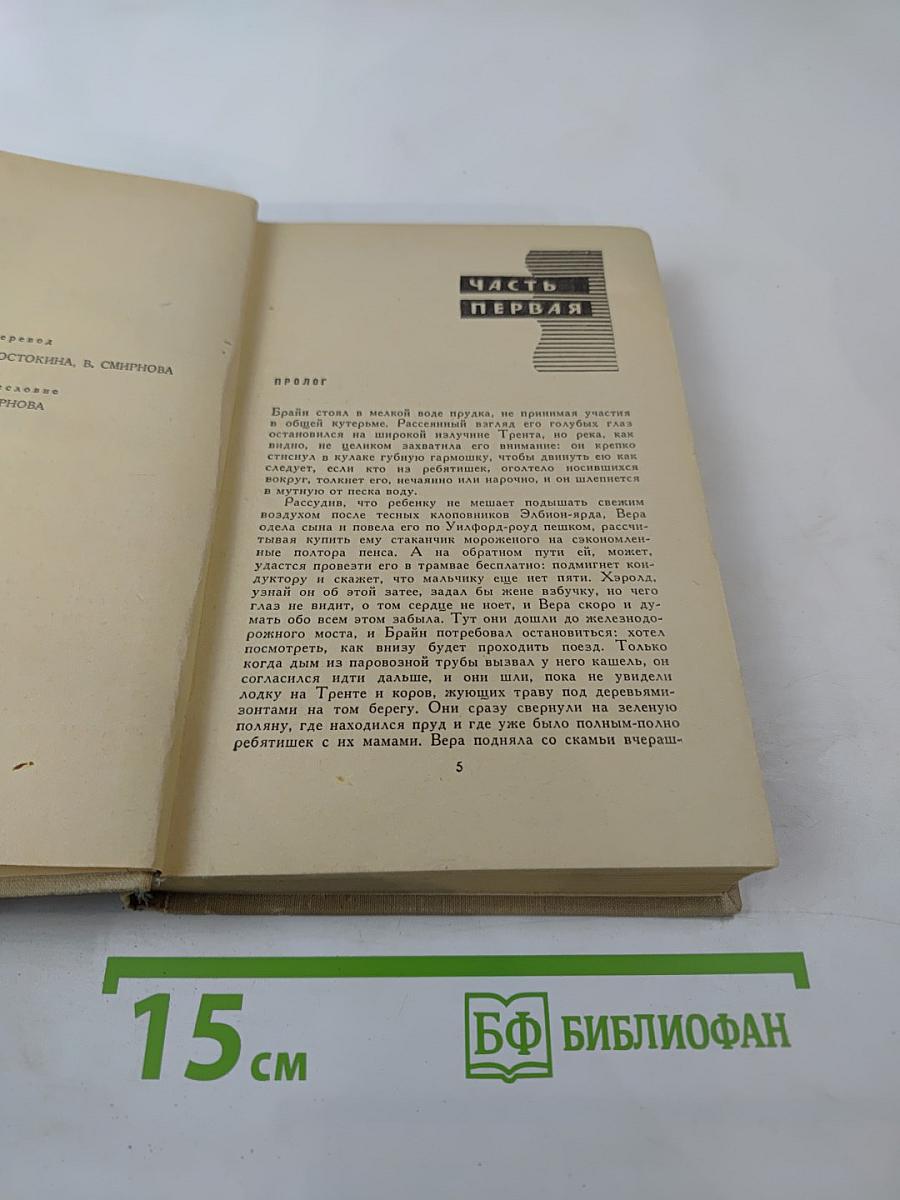 еревод
ОСТОКИНА, В. СМИРНОВА
есловие
РНОВА
ЧАСТЬ
ПЕРВАЯ
ПРОЛОГ
Брайн стоял в мелкой воде прудка, не принимая участия
в общей кутерьме. Рассеянный взгляд его голубых глаз
остановился на широкой излучине Трента, но река, как
видно, не целиком захватила его внимание: он крепко
стиснул в кулаке губную гармошку, чтобы двинуть ею как
следует, если кто из ребятишек, оголтело носившихся
вокруг, толкнет его, нечаянно или нарочно, и он шлепнется
в мутную от песка воду.
Рассудив, что ребенку не мешает подышать свежим
воздухом после тесных клоповников Элбион-ярда, Вера
одела сына и повела его по Уилфорд-роуд пешком, рассчи-
тывая купить ему стаканчик мороженого на сэкономлен-
ные полтора пенса. А на обратном пути ей, может,
удастся провезти его в трамвае бесплатно: подмигнет кон-
дуктору и скажет, что мальчику еще нет пяти. Хэролд,
узнай он об этой затее, задал бы жене взбучку, но чего
глаз не видит, о том сердце не ноет, и Вера скоро и ду-
мать обо всем этом забыла. Тут они дошли до железнодо-
рожного моста, и Брайн потребовал остановиться: хотел
посмотреть, как внизу будет проходить поезд. Только
когда дым из паровозной трубы вызвал у него кашель, он
согласился идти дальше, и они шли, пока не увидели
лодку на Тренте и коров, жующих траву под деревьями-
зонтами на том берегу. Они сразу свернули на зеленую
поляну, где находился пруд и где уже было полным-полно
ребятишек с их мамами. Вера подняла со скамьи вчераш-
5
15 см
БФ БИБЛИОФАН